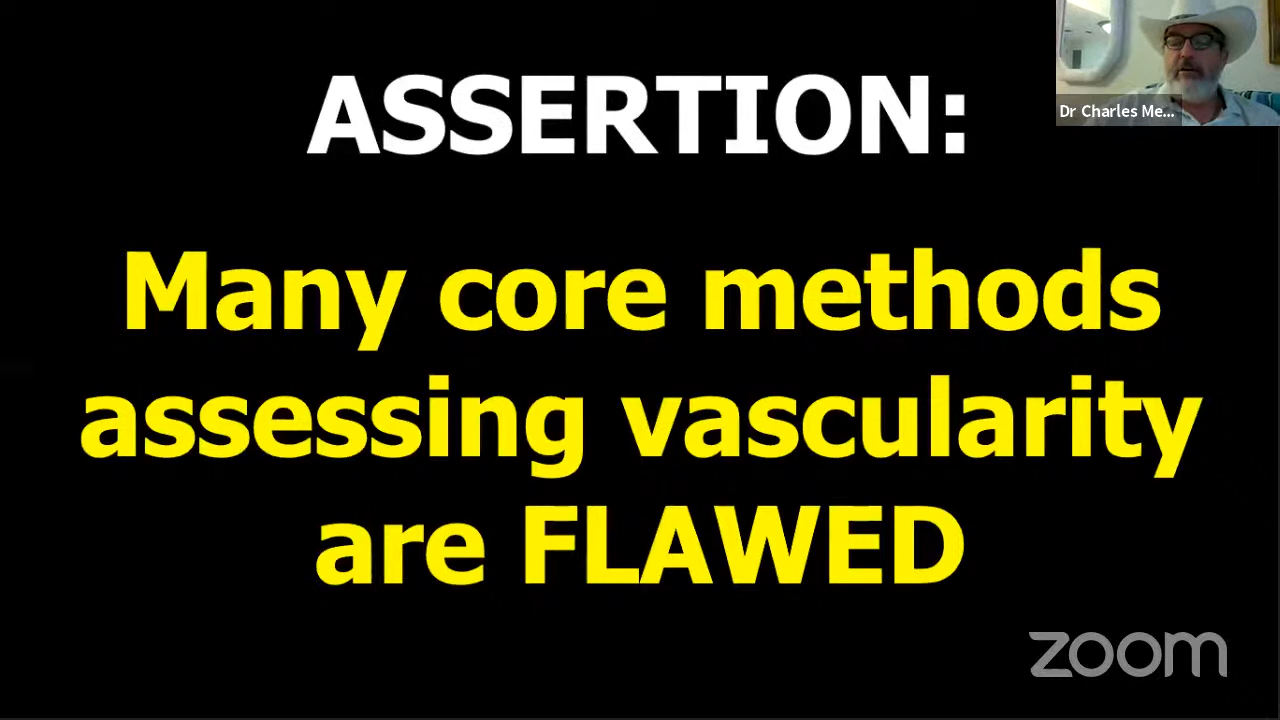 ASSERTION:
Dr Charles Me...
Many core methods
assessing vascularity
are FLAWED
zoom